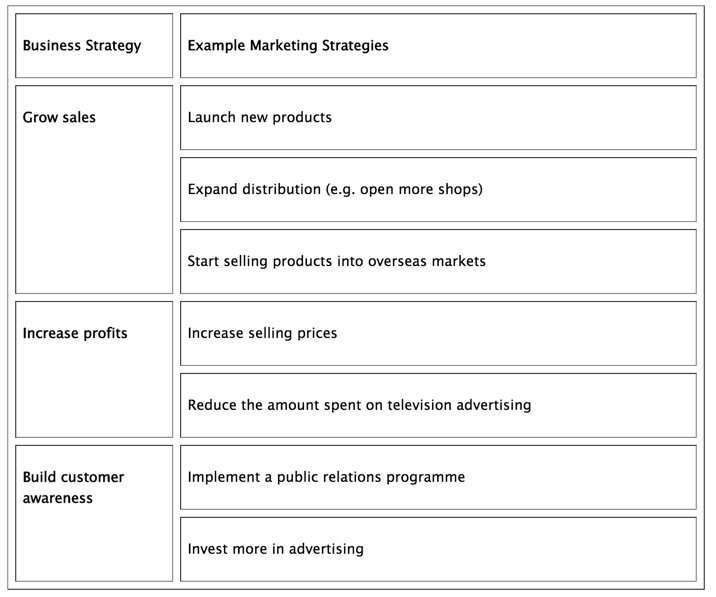 Business Strategy
Example Marketing Strategies
Grow sales
Launch new products
Expand distribution (e.g. open more shops)
Start selling products into overseas markets
Increase profits
Increase selling prices
Reduce the amount spent on television advertising
Build customer
awareness
Implement a public relations programme
Invest more in advertising